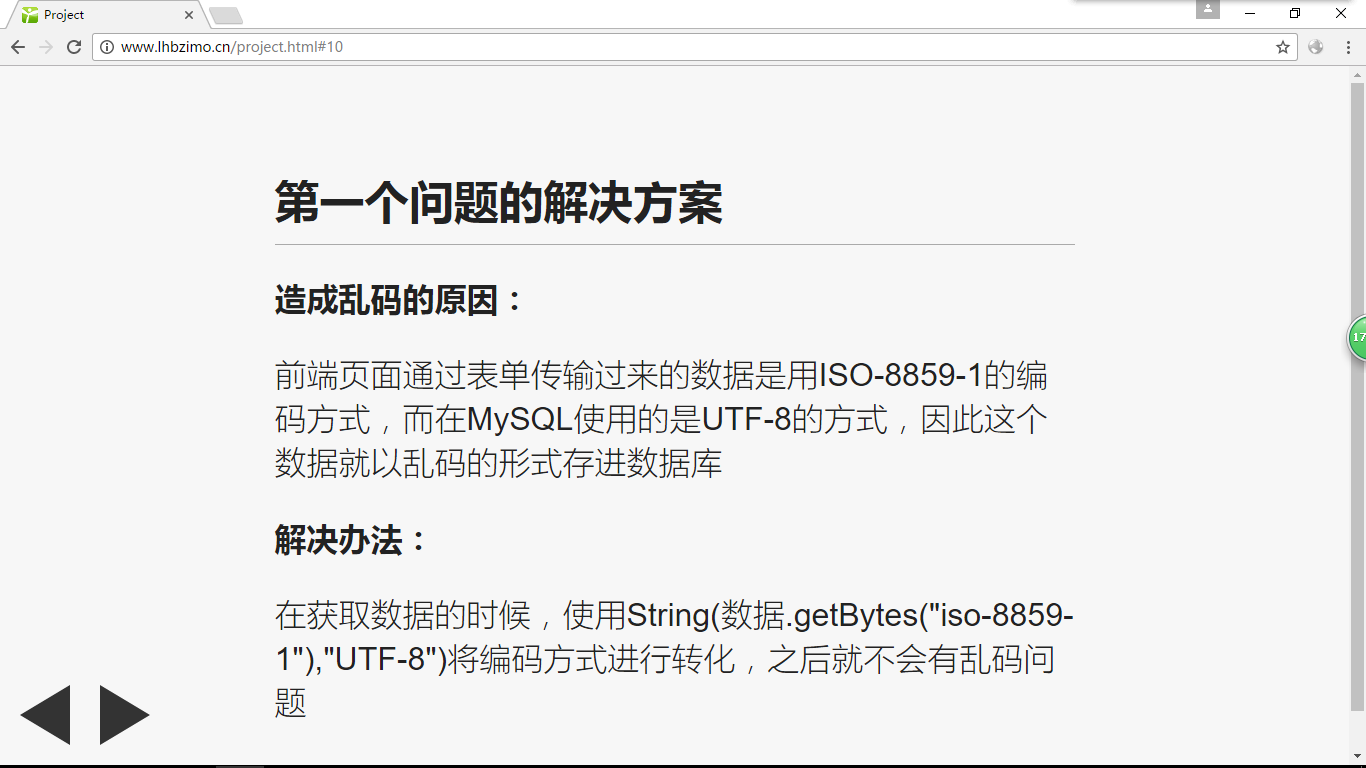 Project
www.lhbzimo.cn/project.html#10
第一个问题的解决方案
造成乱码的原因：
前端页面通过表单传输过来的数据是用ISO-8859-1的编
码方式，而在MySQL使用的是UTF-8的方式，因此这个
数据就以乱码的形式存进数据库
17
解决办法：
在获取数据的时候，使用String(数据.getBytes("iso-8859-
1"),"UTF-8")将编码方式进行转化，之后就不会有乱码问
题